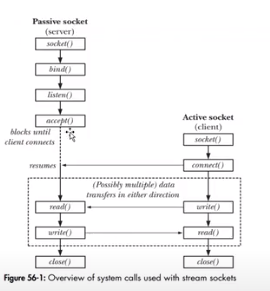 Passive socket
(server)
socket()
bind()
listen()
accept()
blocks until
client connects
resumes
Active socket
(client)
socket()
connect()
(Possibly multiple) data
transfers in either direction
read()
write()
write()
read()
close()
close()
Figure 56-1: Overview of system calls used with stream sockets